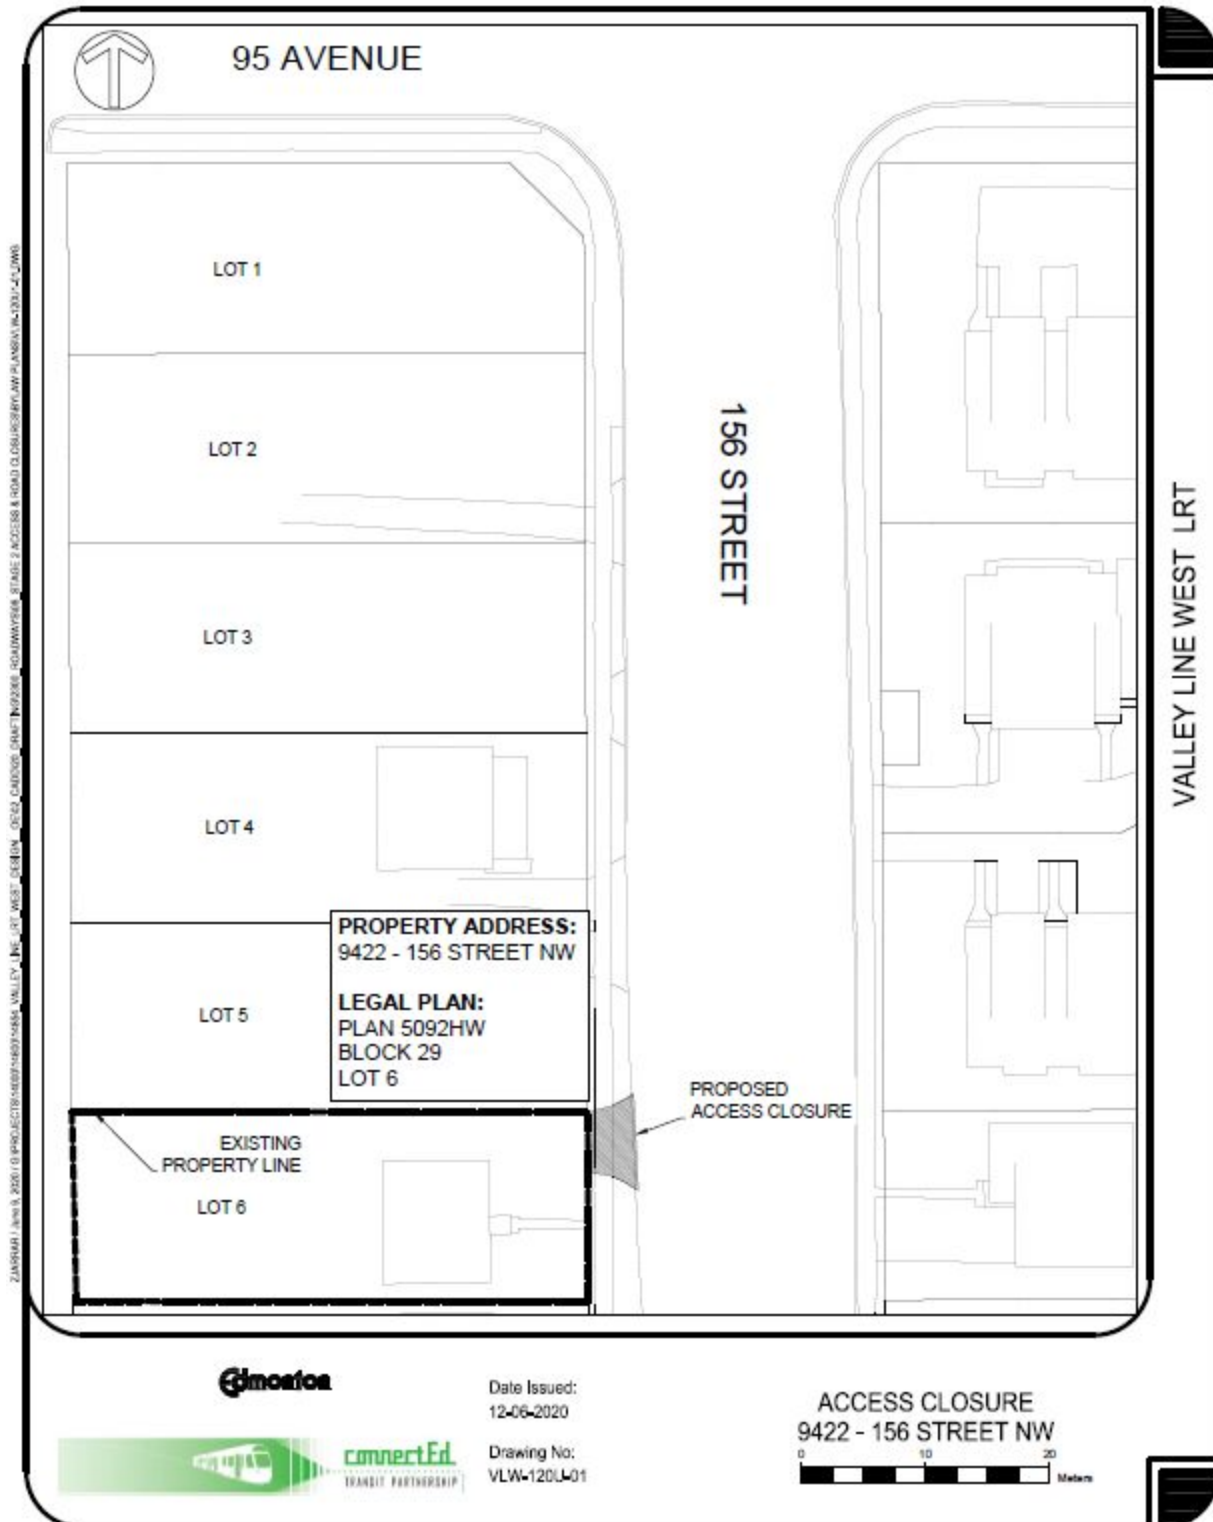 95 AVENUE
LOT 1
LOT 2
156 STREET
LOT 3
LOT 4
PROPERTY ADDRESS:
9422 - 156 STREET NW
LEGAL PLAN:
PLAN 5092HW
BLOCK 29
LOT 6
LOT 5
PROPOSED
ACCESS CLOSURE
EXISTING
PROPERTY LINE
LOT 6
VALLEY LINE WEST LRT
Edmonton
connectEd
TRANSIT PARTNERSHIP
Date Issued:
12-06-2020
Drawing No:
VLW-120U-01
ACCESS CLOSURE
9422 - 156 STREET NW
0 10 20
Meters